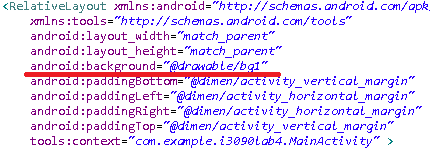 <RelativeLayout xmlns:android="http://schemas.android.com/apk
xmlns:tools="http://schemas.android.com/tools"
android:layout_width="match_parent"
android:layout_height="match_parent"
android:background="@drawable/bg1"
android:paddingBottom="@dimen/activity_vertical_margin"
android:paddingLeft="@dimen/activity_horizontal_margin"
android:paddingRight="@dimen/activity_horizontal_margin"
android:paddingTop="@dimen/activity_vertical_margin"
tools:context="com.example.i3090lab4.MainActivity" >